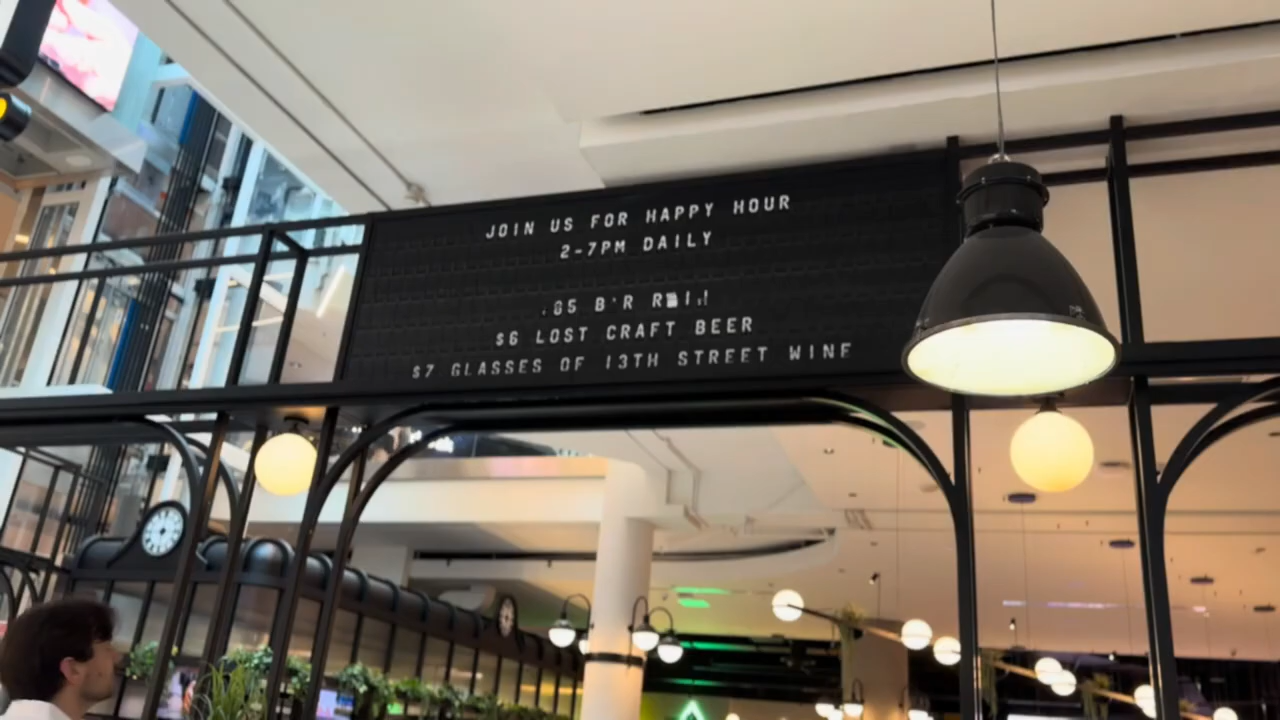 JOIN US FOR HAPPY HOUR
2-7PM DAILY
$6 LOST CRAFT BEER
$7 GLASSES OF 13TH STREET WINE